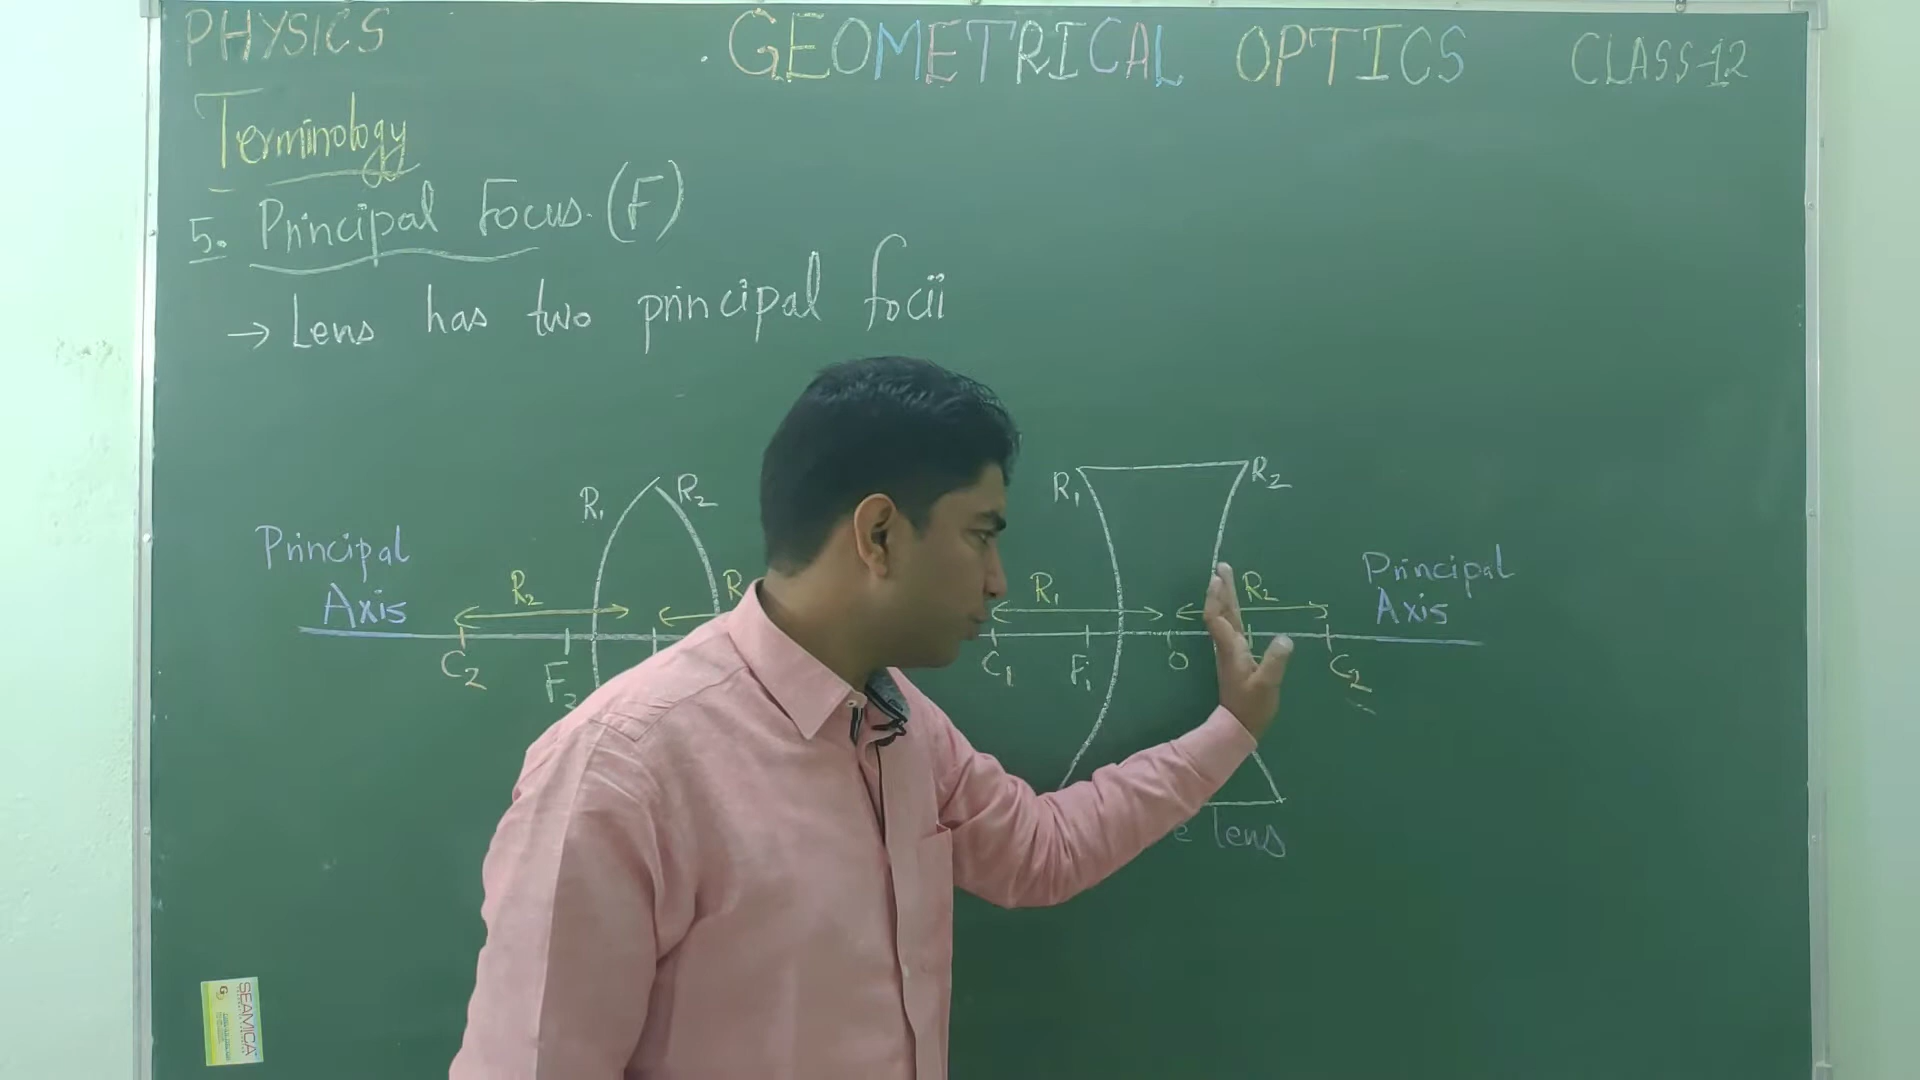 PHYSICS
GEOMETRICAL OPTICS
CLASS-12
Terminology
5. Principal Focus. (F)
→ Lens has two principal focii
R1 R2
R1 R2
Principal
Axis
R2
R
R1
R2
Principal
Axis
C2
F2
C1
F1
O
C2
e lens
SEAMICA
G